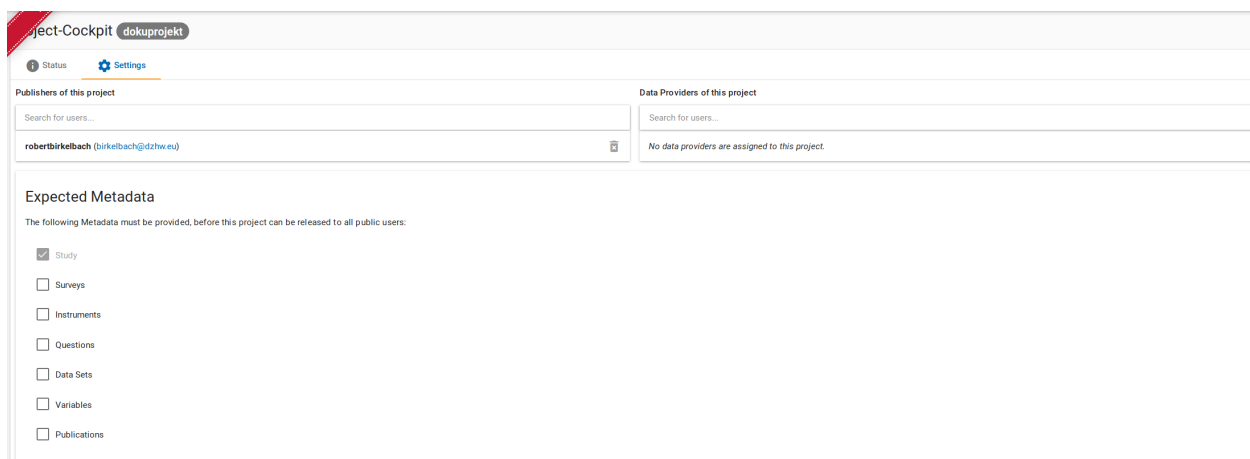 ject-Cockpit dokuprojekt
Status Settings
Publishers of this project
Search for users...
robertbirkelbach (birkelbach@dzhw.eu)
Data Providers of this project
Search for users...
No data providers are assigned to this project.
Expected Metadata
The following Metadata must be provided, before this project can be released to all public users:
Study
Surveys
Instruments
Questions
Data Sets
Variables
Publications